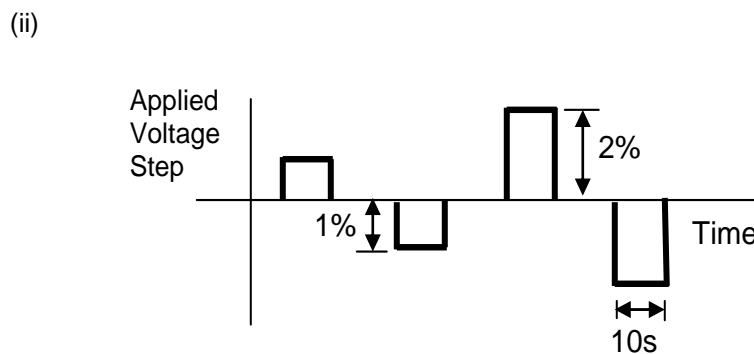 (ii)
Applied
Voltage
Step
2%
1%
Time
10s